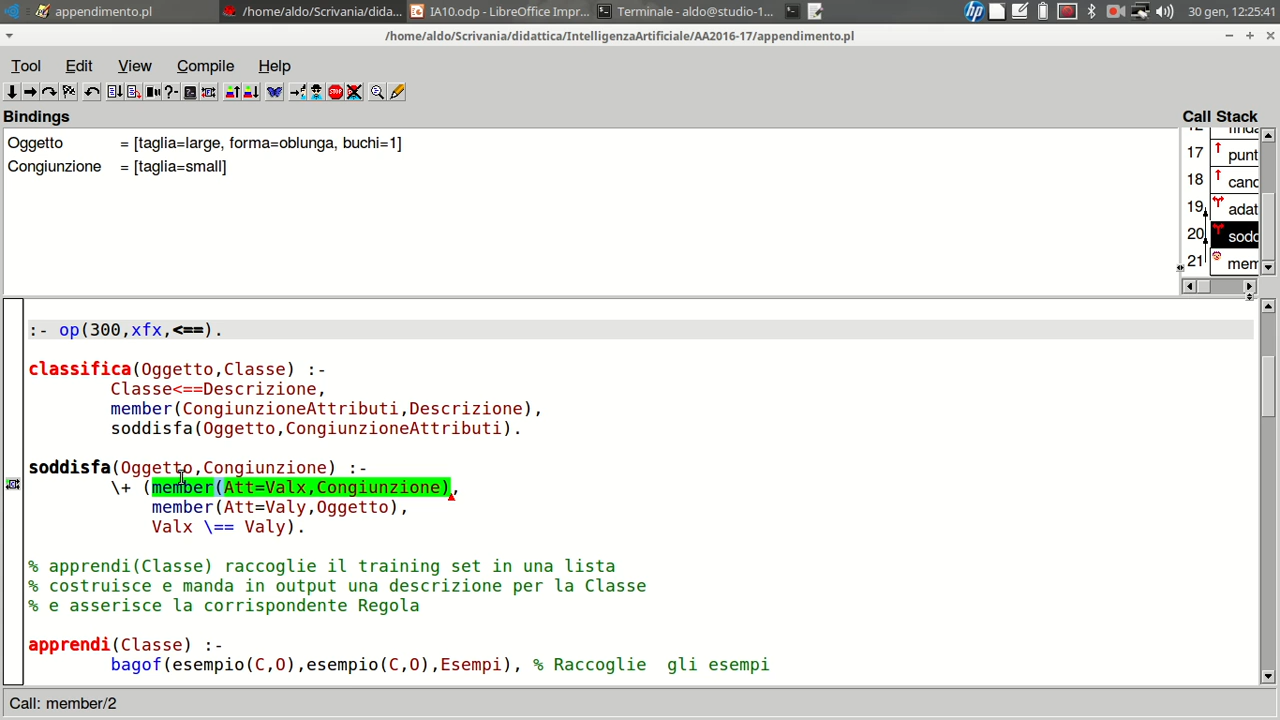 appendimento.pl
/home/aldo/Scrivania/dida...
IA10.odp - LibreOffice Impr...
Terminale - aldo@studio-1...
30 gen, 12:25:41
/home/aldo/Scrivania/didattica/IntelligenzaArtificiale/AA2016-17/appendimento.pl
Tool Edit View Compile Help
Bindings
Call Stack
Oggetto = [taglia=large, forma=oblunga, buchi=1]
Congiunzione = [taglia=small]
17 punt
18 canc
19 adat
20 sodd
21 mem
:- op(300,xfx,<==).
classifica(Oggetto,Classe) :-
Classe<==Descrizione,
member(CongiunzioneAttributi,Descrizione),
soddisfa(Oggetto,CongiunzioneAttributi).
soddisfa(Oggetto,Congiunzione) :-
\+ (member(Att=Valx,Congiunzione),
member(Att=Valy,Oggetto),
Valx \== Valy).
% apprendi(Classe) raccoglie il training set in una lista
% costruisce e manda in output una descrizione per la Classe
% e asserisce la corrispondente Regola
apprendi(Classe) :-
bagof(esempio(C,O),esempio(C,O),Esempi), % Raccoglie  gli esempi
Call: member/2